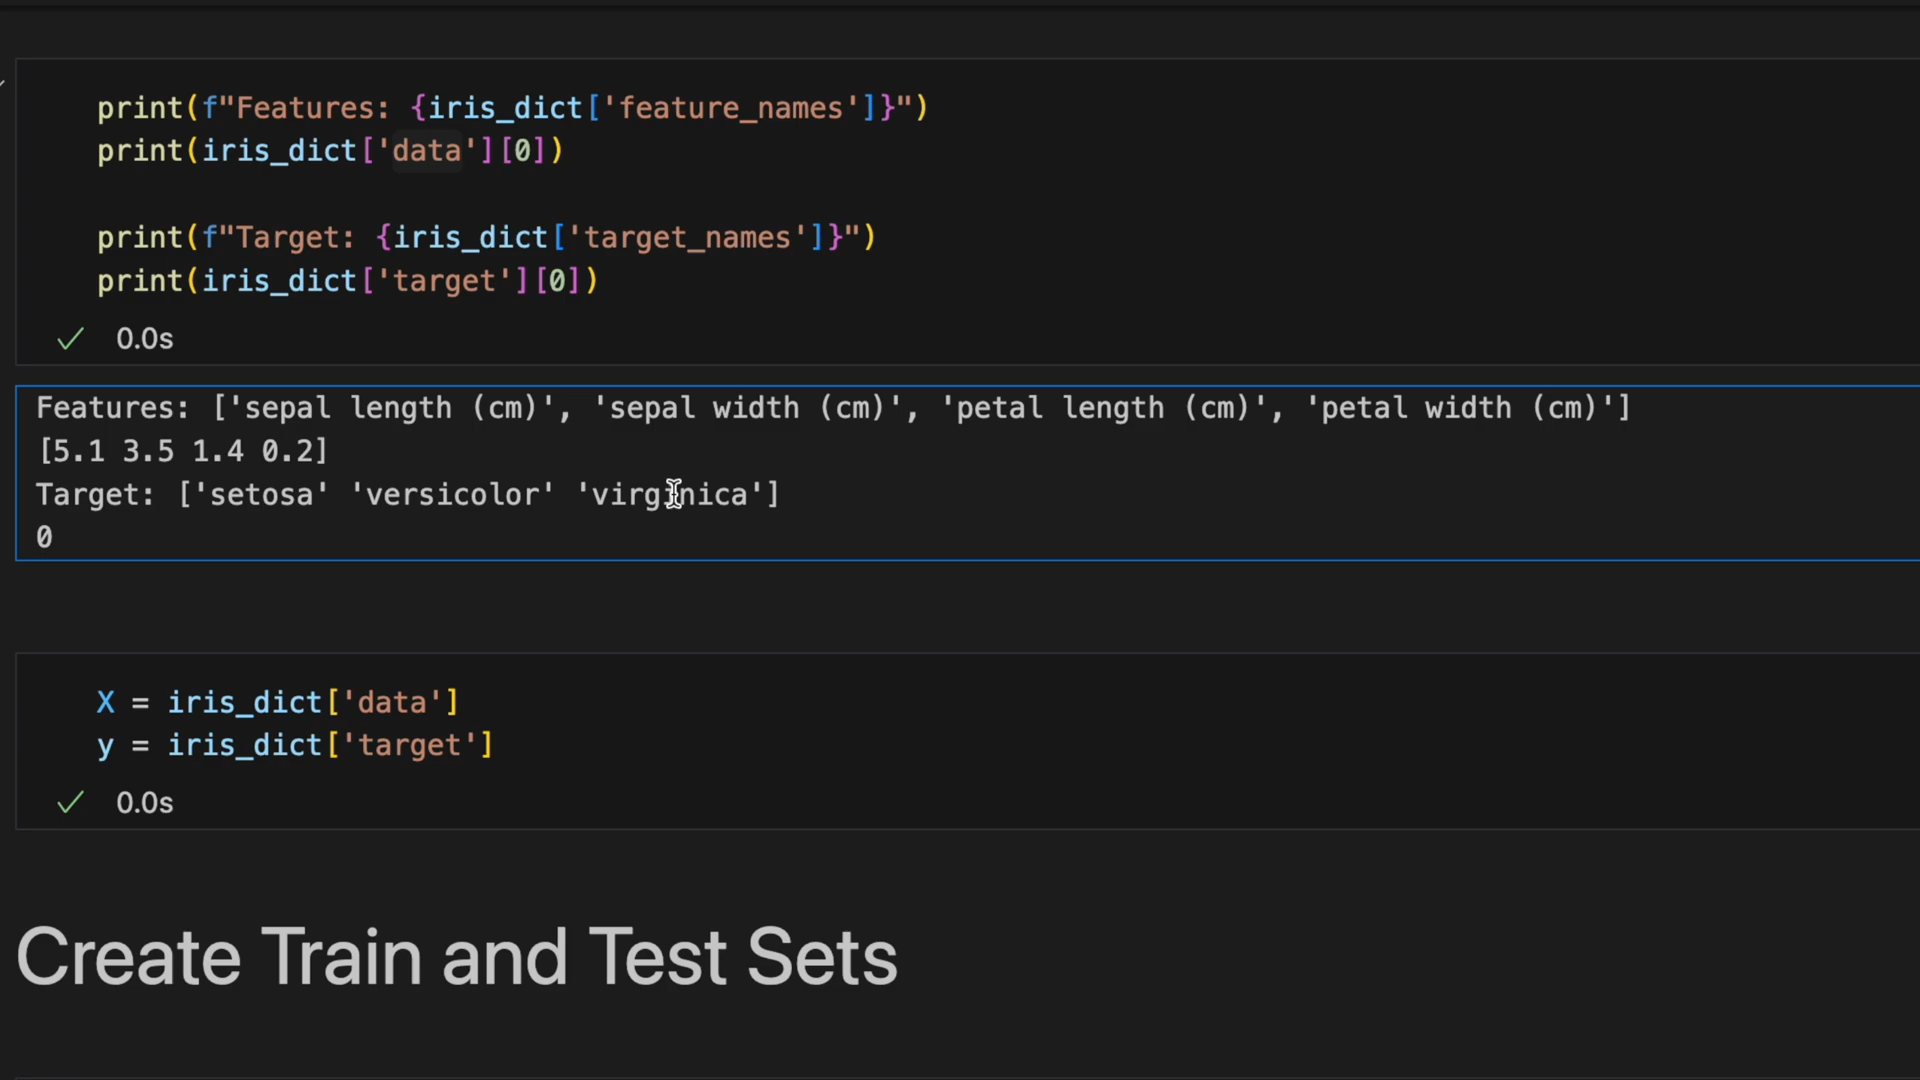 print(f"Features: {iris_dict['feature_names']}")
print(iris_dict['data'][0])
print(f"Target: {iris_dict['target_names']}")
print(iris_dict['target'][0])
0.0s
Features: ['sepal length (cm)', 'sepal width (cm)', 'petal length (cm)', 'petal width (cm)']
[5.1 3.5 1.4 0.2]
Target: ['setosa' 'versicolor' 'virginica']
0
X = iris_dict['data']
y = iris_dict['target']
0.0s
Create Train and Test Sets